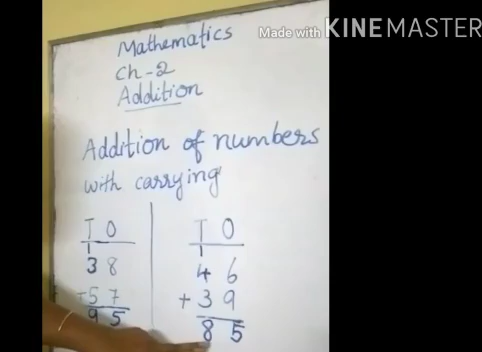 Made with KINEMASTER
Mathematics
Ch-2
Addition
Addition of numbers
with carrying
T O
1
3 8
+ 5 7
9 5
T O
1
4 6
+ 3 9
8 5